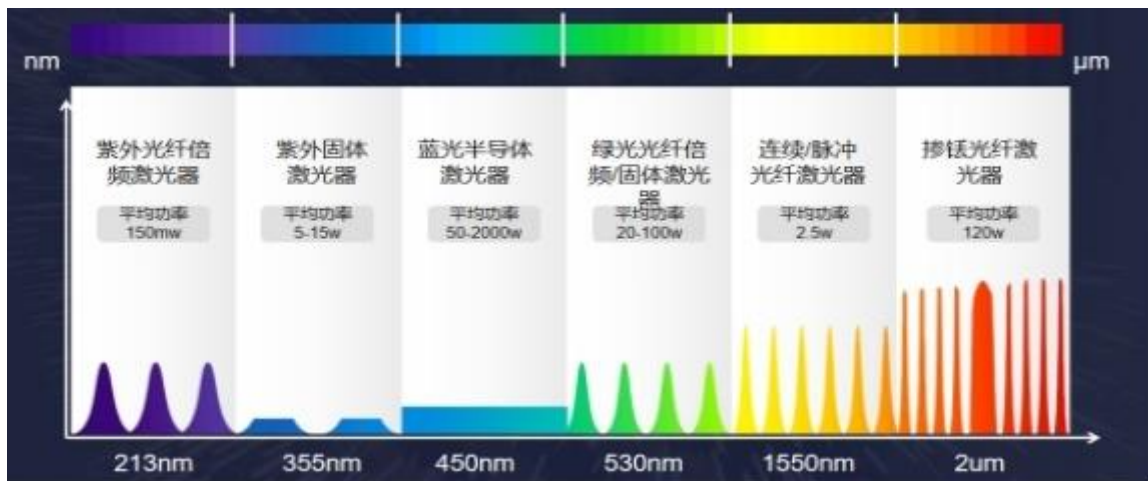 nm
μm
紫外光纤倍
频激光器
平均功率
150mw
紫外固体
激光器
平均功率
5-15w
蓝光半导体
激光器
平均功率
50-2000w
绿光光纤倍
频/固体激光
器
平均功率
20-100w
连续/脉冲
光纤激光器
平均功率
2.5w
掺铥光纤激
光器
平均功率
120w
213nm
355nm
450nm
530nm
1550nm
2um